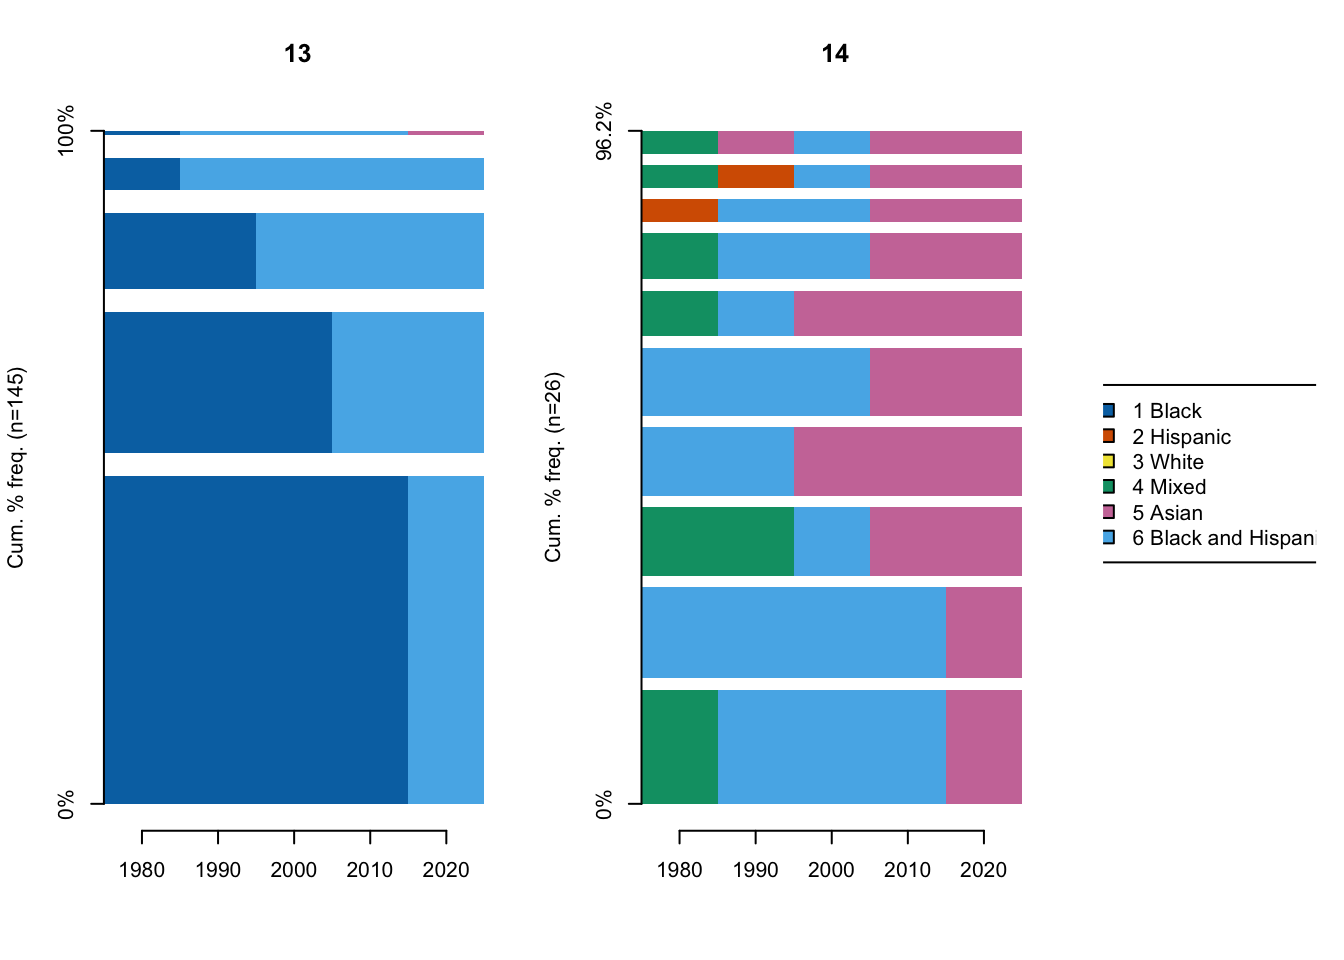 13
100%
0%
Cum. % freq. (n=145)
1980 1990 2000 2010 2020
14
96.2%
0%
Cum. % freq. (n=26)
1980 1990 2000 2010 2020
1 Black
2 Hispanic
3 White
4 Mixed
5 Asian
6 Black and Hispani